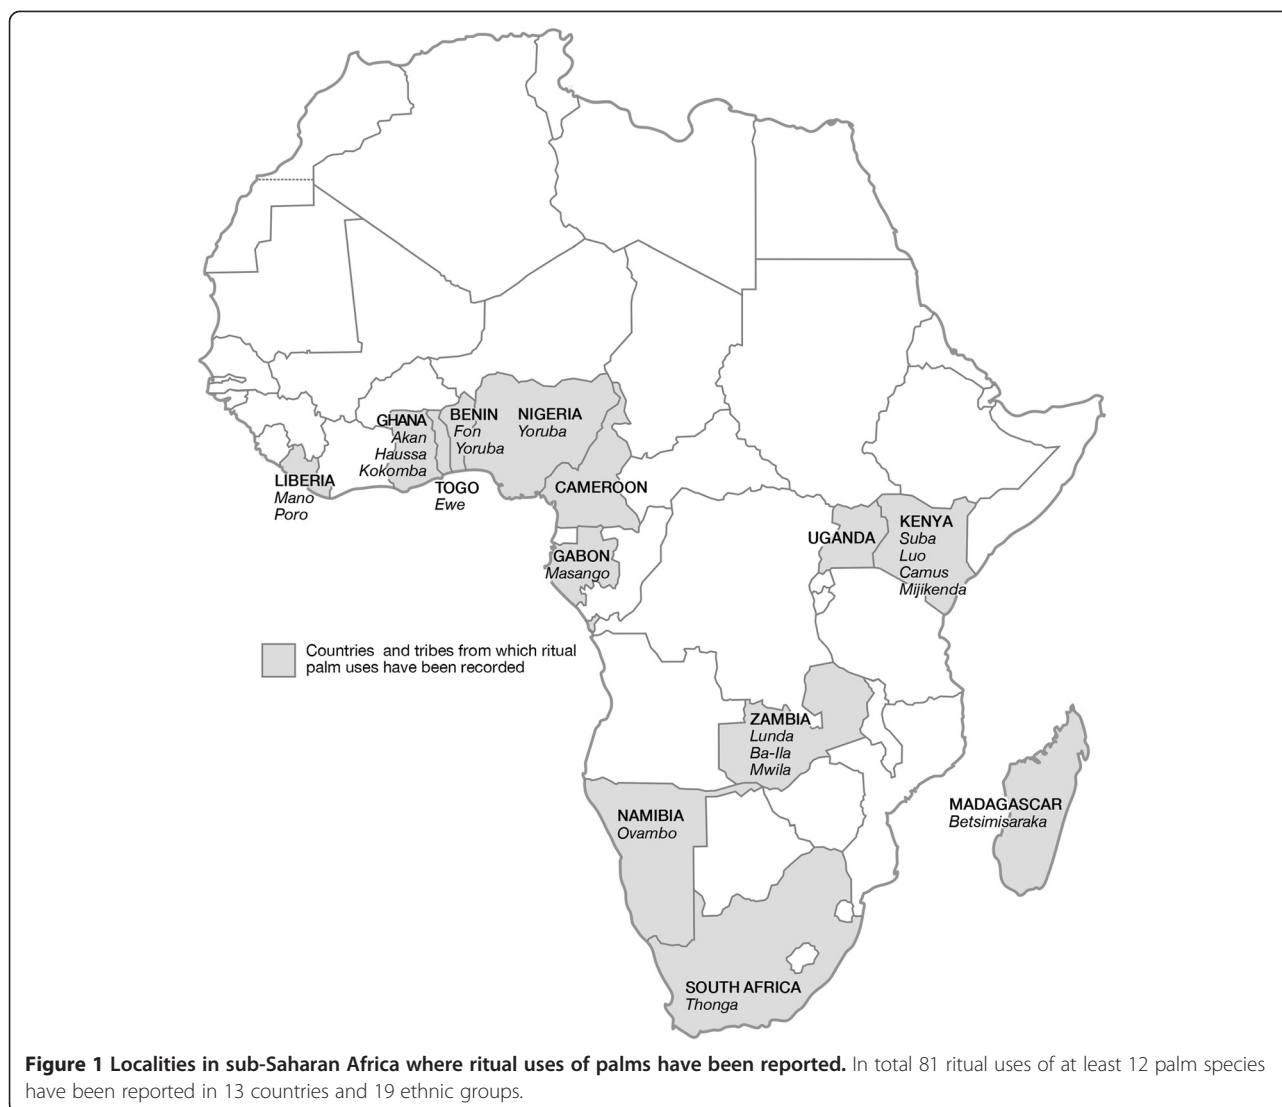 GHANA
Akan
Haussa
Kokomba
BENIN
Fon
Yoruba
NIGERIA
Yoruba
LIBERIA
Mano
Poro
TOGO
Ewe
CAMEROON
GABON
Masango
UGANDA
KENYA
Suba
Luo
Camus
Mijikenda
Countries and tribes from which ritual
palm uses have been recorded
ZAMBIA
Lunda
Ba-Ila
Mwila
MADAGASCAR
Betsimisaraka
NAMIBIA
Ovambo
SOUTH AFRICA
Thonga
Figure 1 Localities in sub-Saharan Africa where ritual uses of palms have been reported. In total 81 ritual uses of at least 12 palm species
have been reported in 13 countries and 19 ethnic groups.